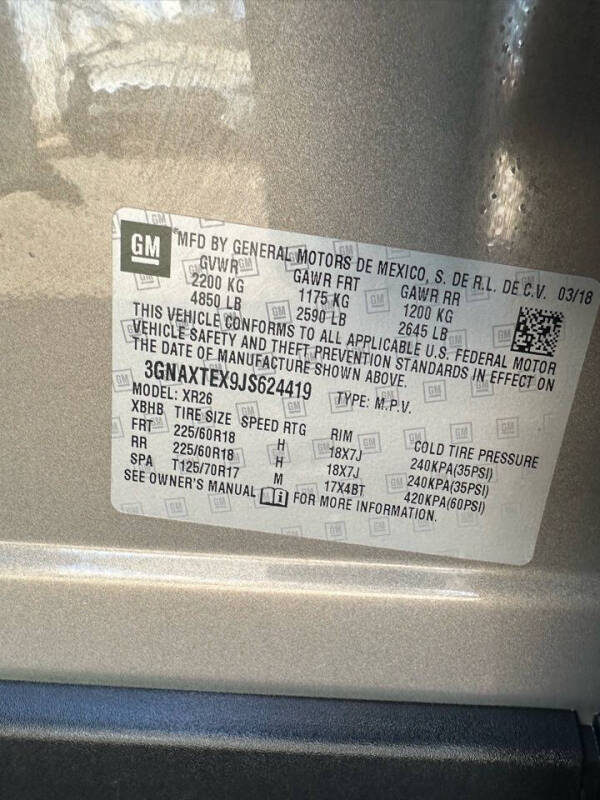 GM
MFD BY GENERAL MOTORS DE MEXICO, S. DE R.L. DE C.V. 03/18
GVWR GAWR FRT GAWR RR
2200 KG 1175 KG 1200 KG
4850 LB 2590 LB 2645 LB
THIS VEHICLE CONFORMS TO ALL APPLICABLE U.S. FEDERAL MOTOR
VEHICLE SAFETY AND THEFT PREVENTION STANDARDS IN EFFECT ON
THE DATE OF MANUFACTURE SHOWN ABOVE.
3GNAXTEX9JS624419 TYPE: M.P.V.
MODEL: XR26
XBHB TIRE SIZE SPEED RTG RIM COLD TIRE PRESSURE
FRT 225/60R18 H 18X7J 240KPA(35PSI)
RR 225/60R18 H 18X7J 240KPA(35PSI)
SPA T125/70R17 M 17X4BT 420KPA(60PSI)
SEE OWNER'S MANUAL FOR MORE INFORMATION.